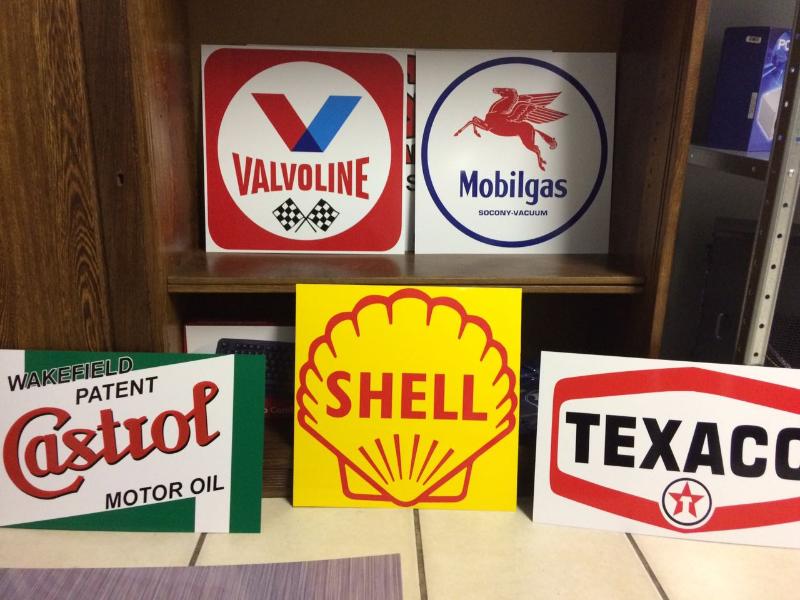 VALVOLINE
Mobilgas
SOCONY-VACUUM
WAKEFIELD
PATENT
Castrol
MOTOR OIL
SHELL
TEXACO
T